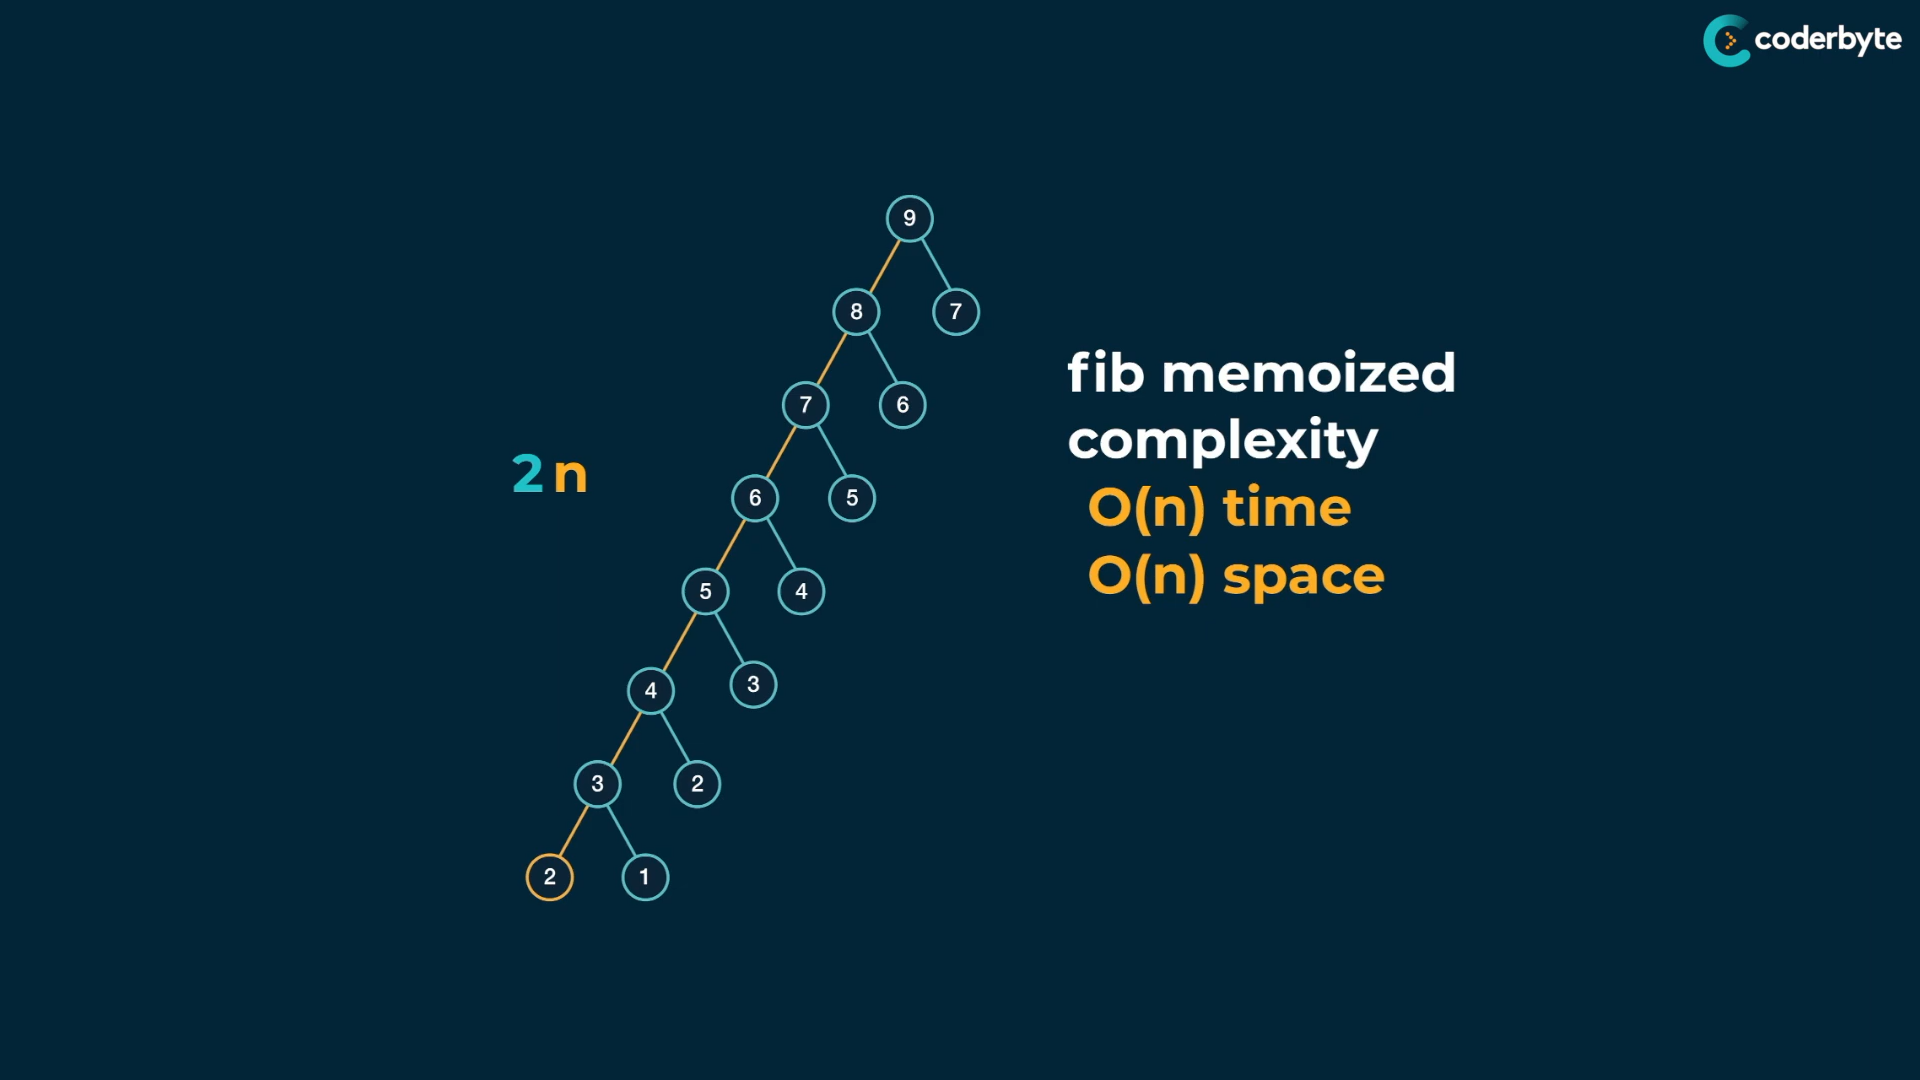 coderbyte
9
8 7
7 6
6 5
5 4
4 3
3 2
2 1
2 n
fib memoized
complexity
O(n) time
O(n) space